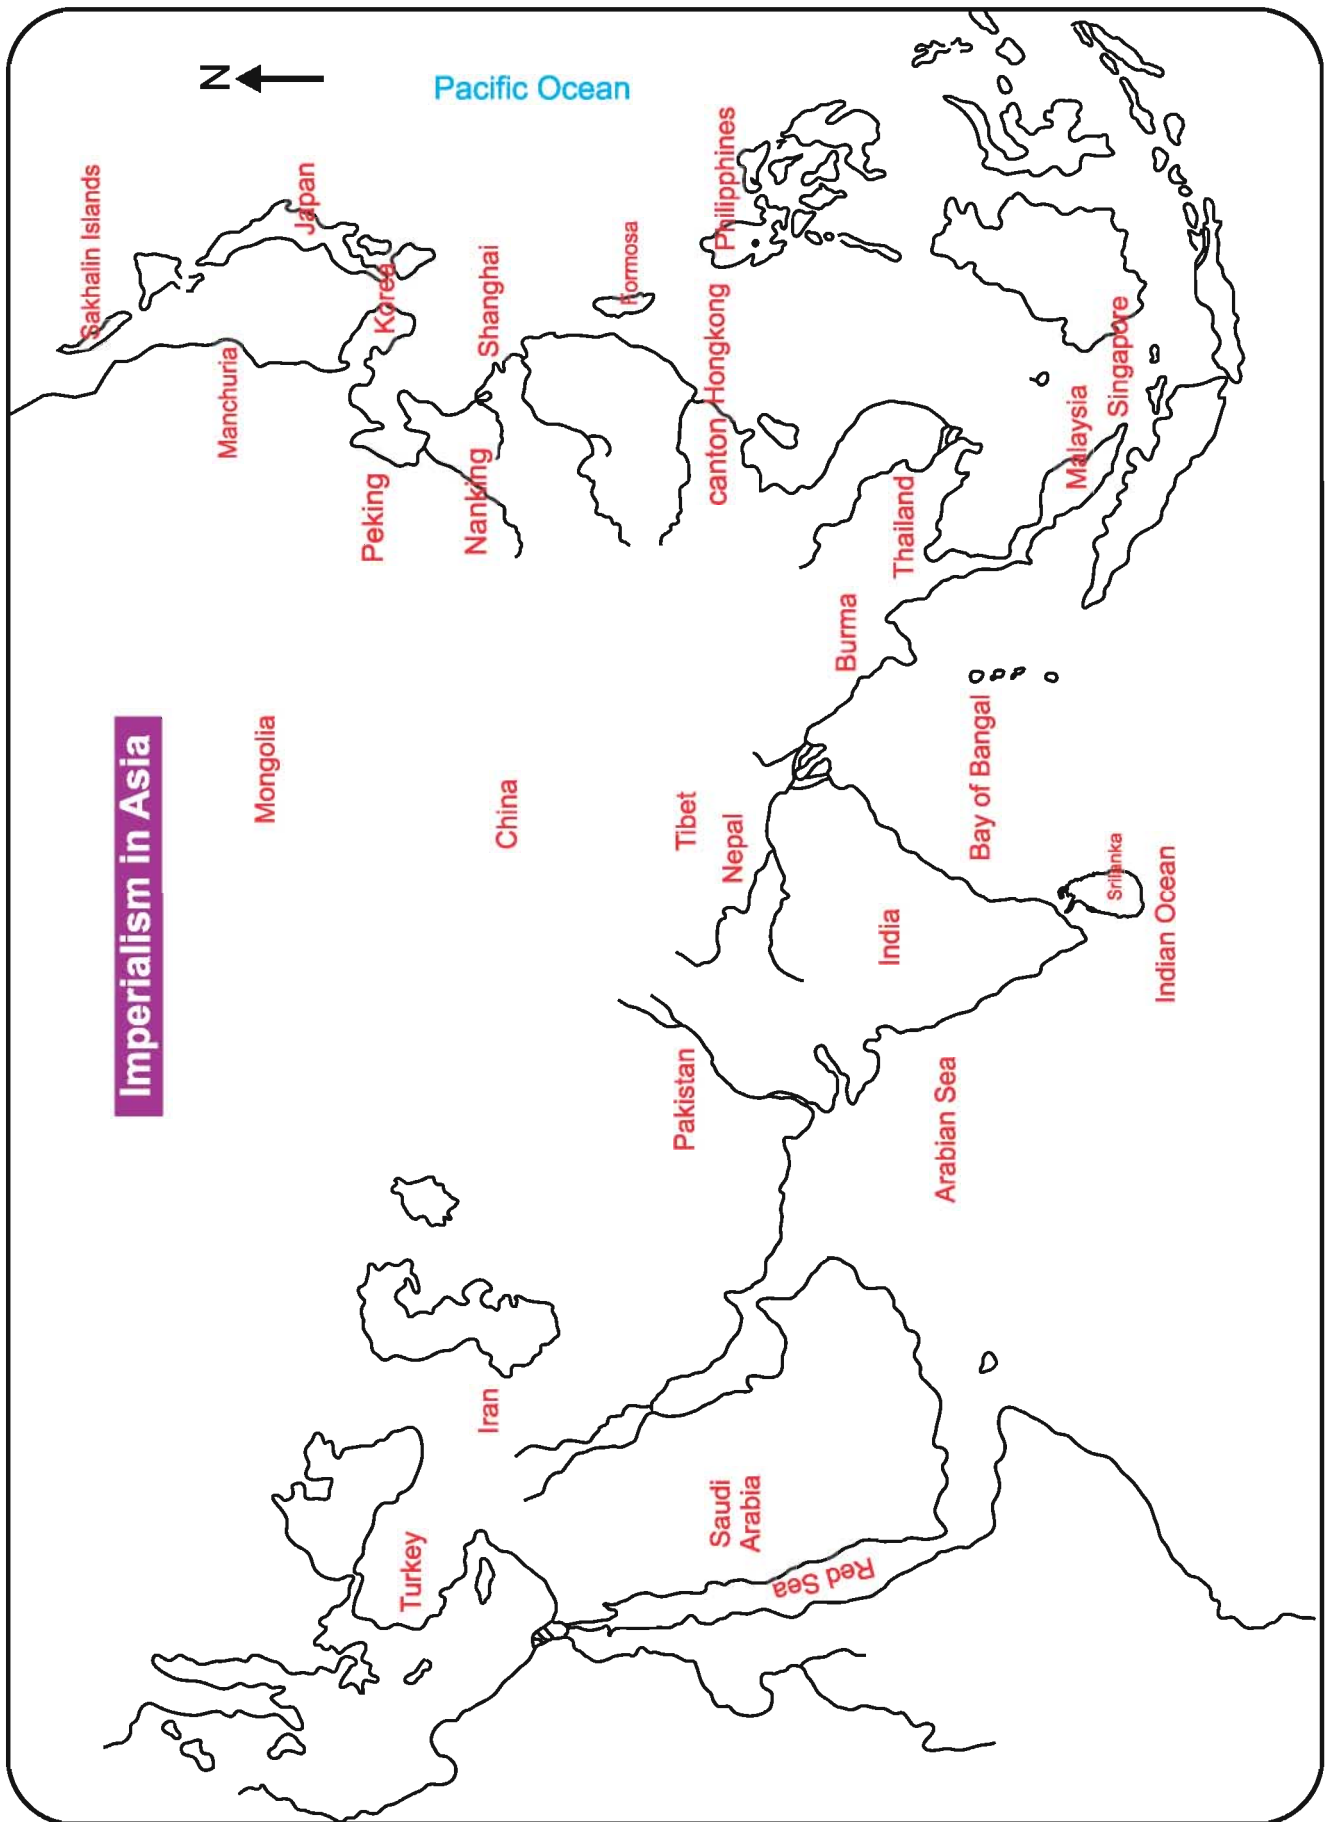 Imperialism in Asia
N
Pacific Ocean
Sakhalin Islands
Japan
Manchuria
Korea
Mongolia
Peking
Shanghai
Nanking
China
Formosa
Hongkong
canton
Philipphines
Tibet
Nepal
Pakistan
India
Burma
Thailand
Malaysia
Singapore
Bay of Bangal
Srilanka
Indian Ocean
Arabian Sea
Iran
Turkey
Saudi
Arabia
Red Sea